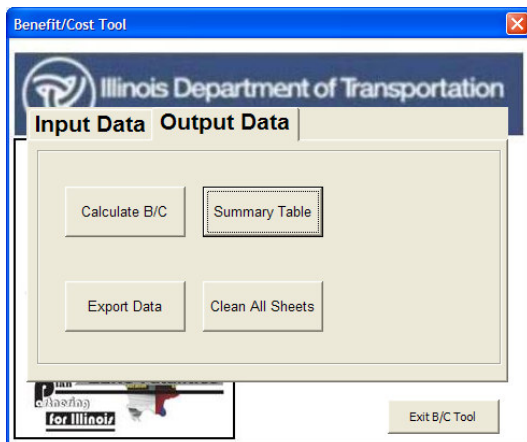 Benefit/Cost Tool
Illinois Department of Transportation
Input Data Output Data
Calculate B/C Summary Table
Export Data Clean All Sheets
for Illinois
Exit B/C Tool